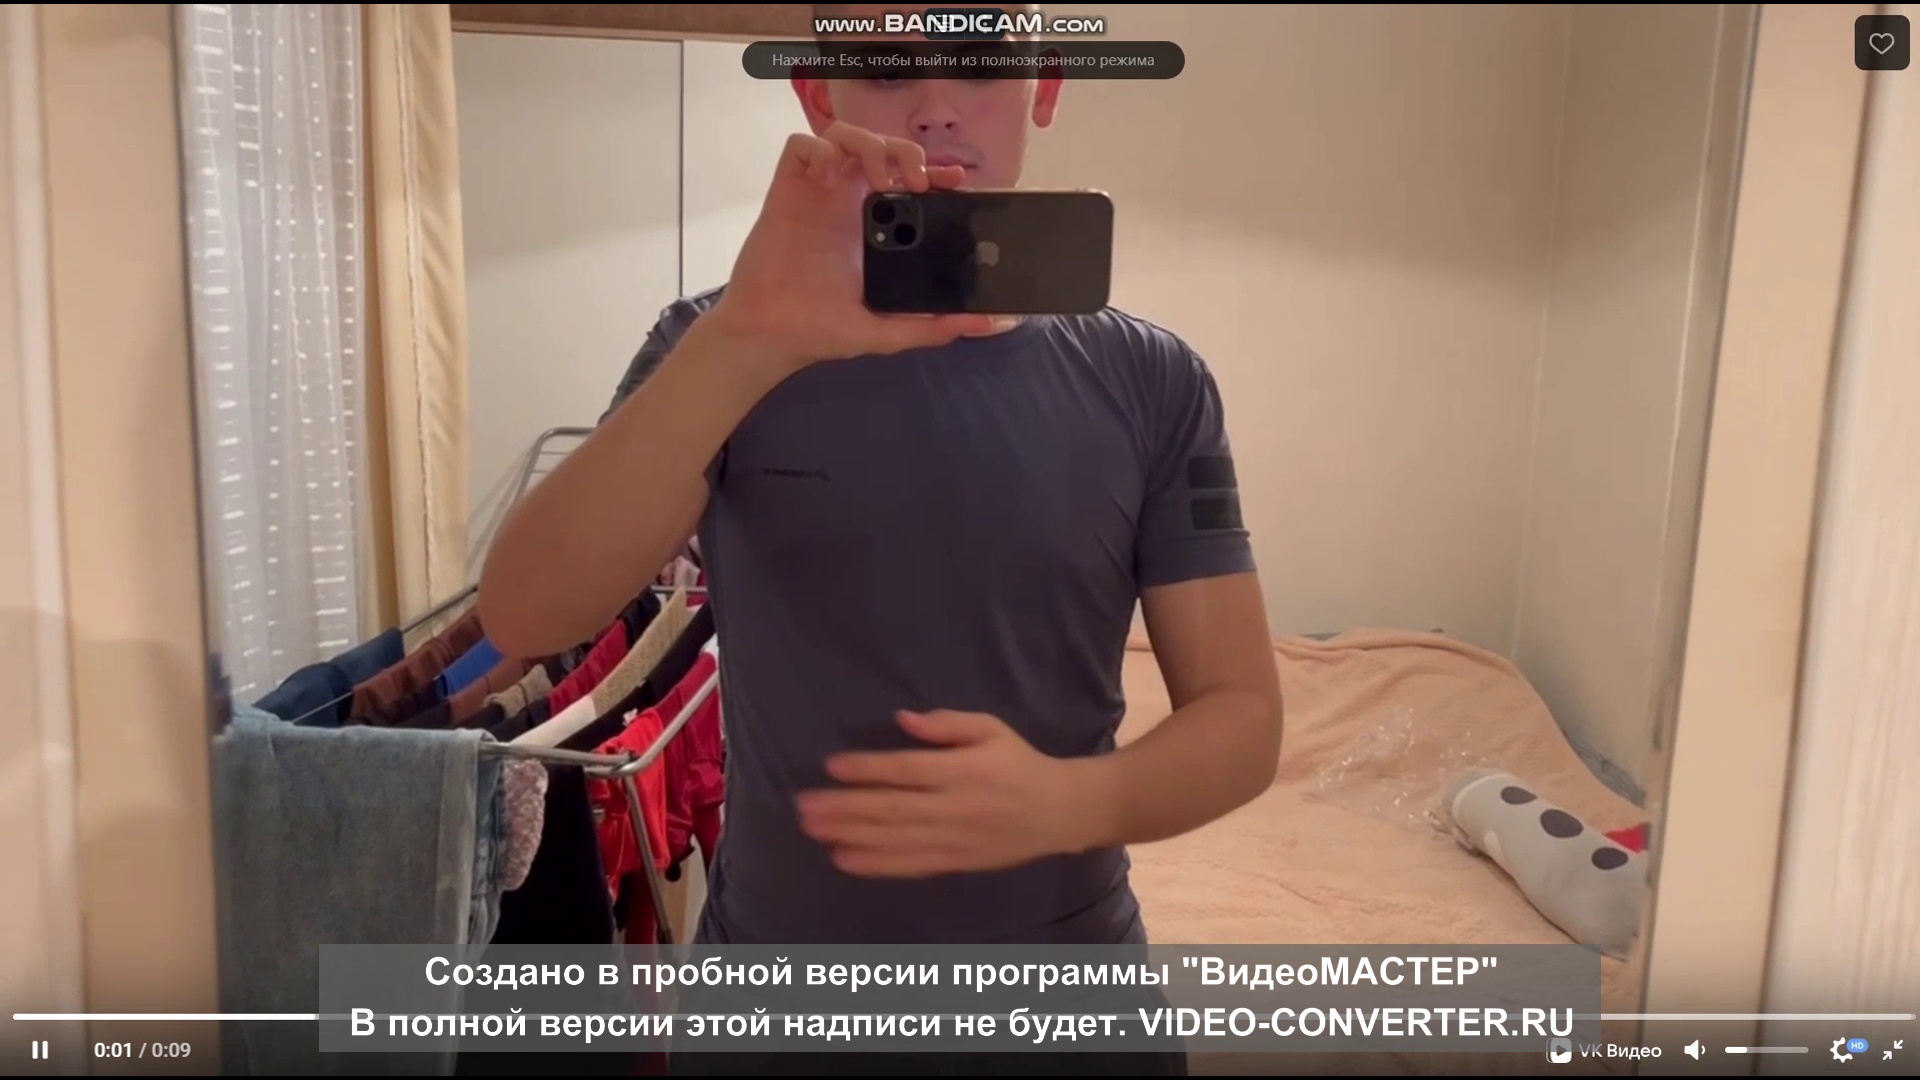 www.BANDICAM.com
Нажмите Esc, чтобы выйти из полноэкранного режима
Создано в пробной версии программы "ВидеоМАСТЕР"
В полной версии этой надписи не будет. VIDEO-CONVERTER.RU
0:01 / 0:09
VK Видео
HD